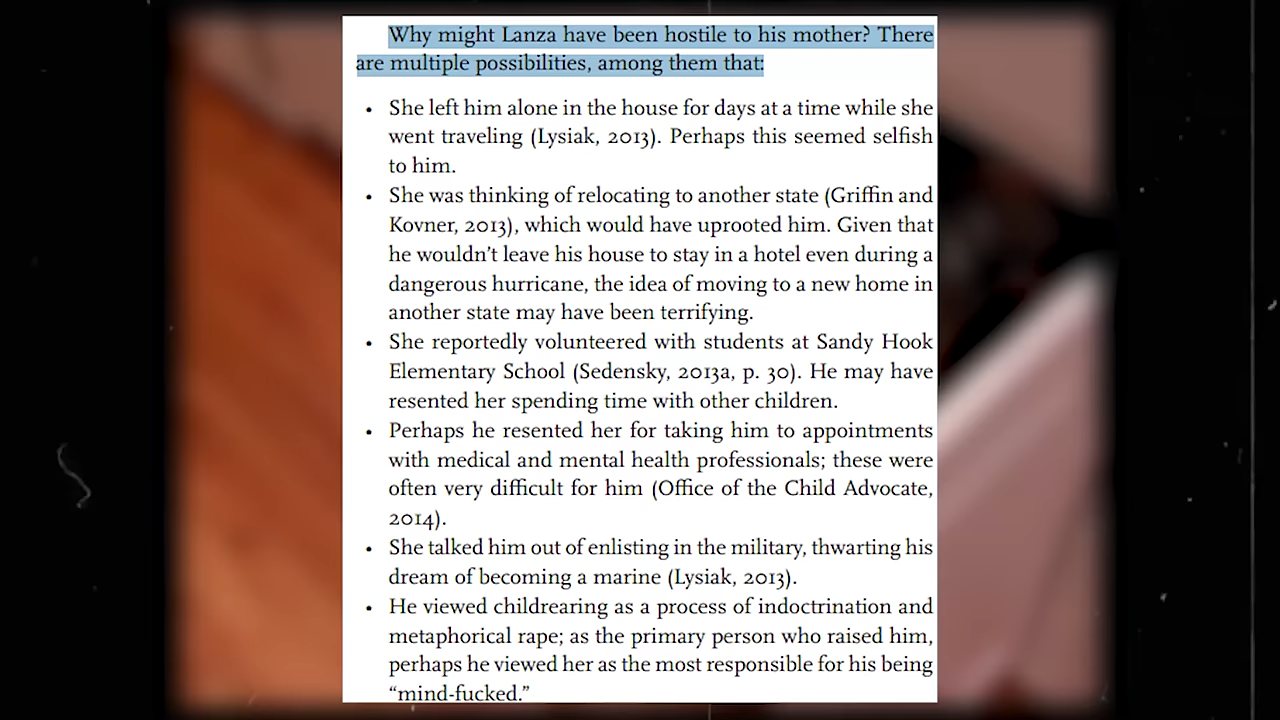 Why might Lanza have been hostile to his mother? There
are multiple possibilities, among them that:
• She left him alone in the house for days at a time while she
went traveling (Lysiak, 2013). Perhaps this seemed selfish
to him.
• She was thinking of relocating to another state (Griffin and
Kovner, 2013), which would have uprooted him. Given that
he wouldn’t leave his house to stay in a hotel even during a
dangerous hurricane, the idea of moving to a new home in
another state may have been terrifying.
• She reportedly volunteered with students at Sandy Hook
Elementary School (Sedensky, 2013a, p. 30). He may have
resented her spending time with other children.
• Perhaps he resented her for taking him to appointments
with medical and mental health professionals; these were
often very difficult for him (Office of the Child Advocate,
2014).
• She talked him out of enlisting in the military, thwarting his
dream of becoming a marine (Lysiak, 2013).
• He viewed childrearing as a process of indoctrination and
metaphorical rape; as the primary person who raised him,
perhaps he viewed her as the most responsible for his being
“mind-fucked.”